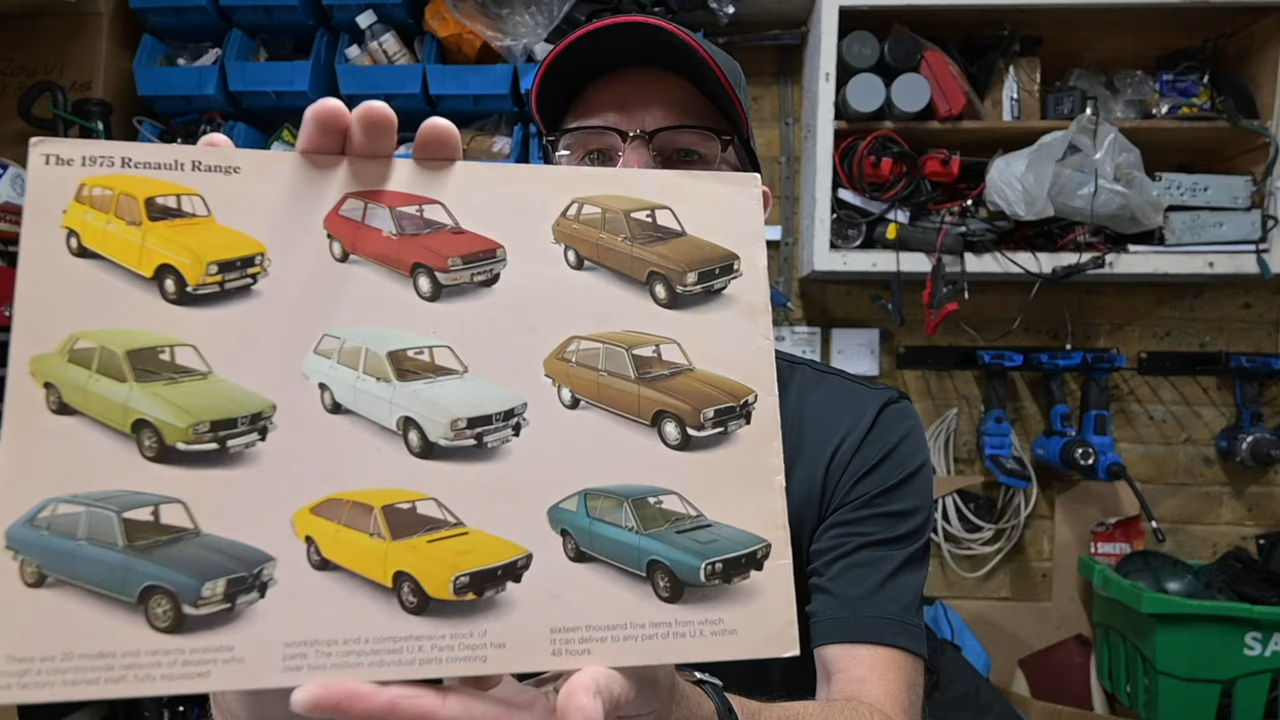 The 1975 Renault Range
There are 20 models and variants available
through a countrywide network of dealers who
factory-trained staff, fully equipped
workshops and a comprehensive stock of
parts. The computerised U.K. Parts Depot has
over two million individual parts covering
sixteen thousand line items from which
it can deliver to any part of the U.K. within
48 hours.
SHEETS
SA